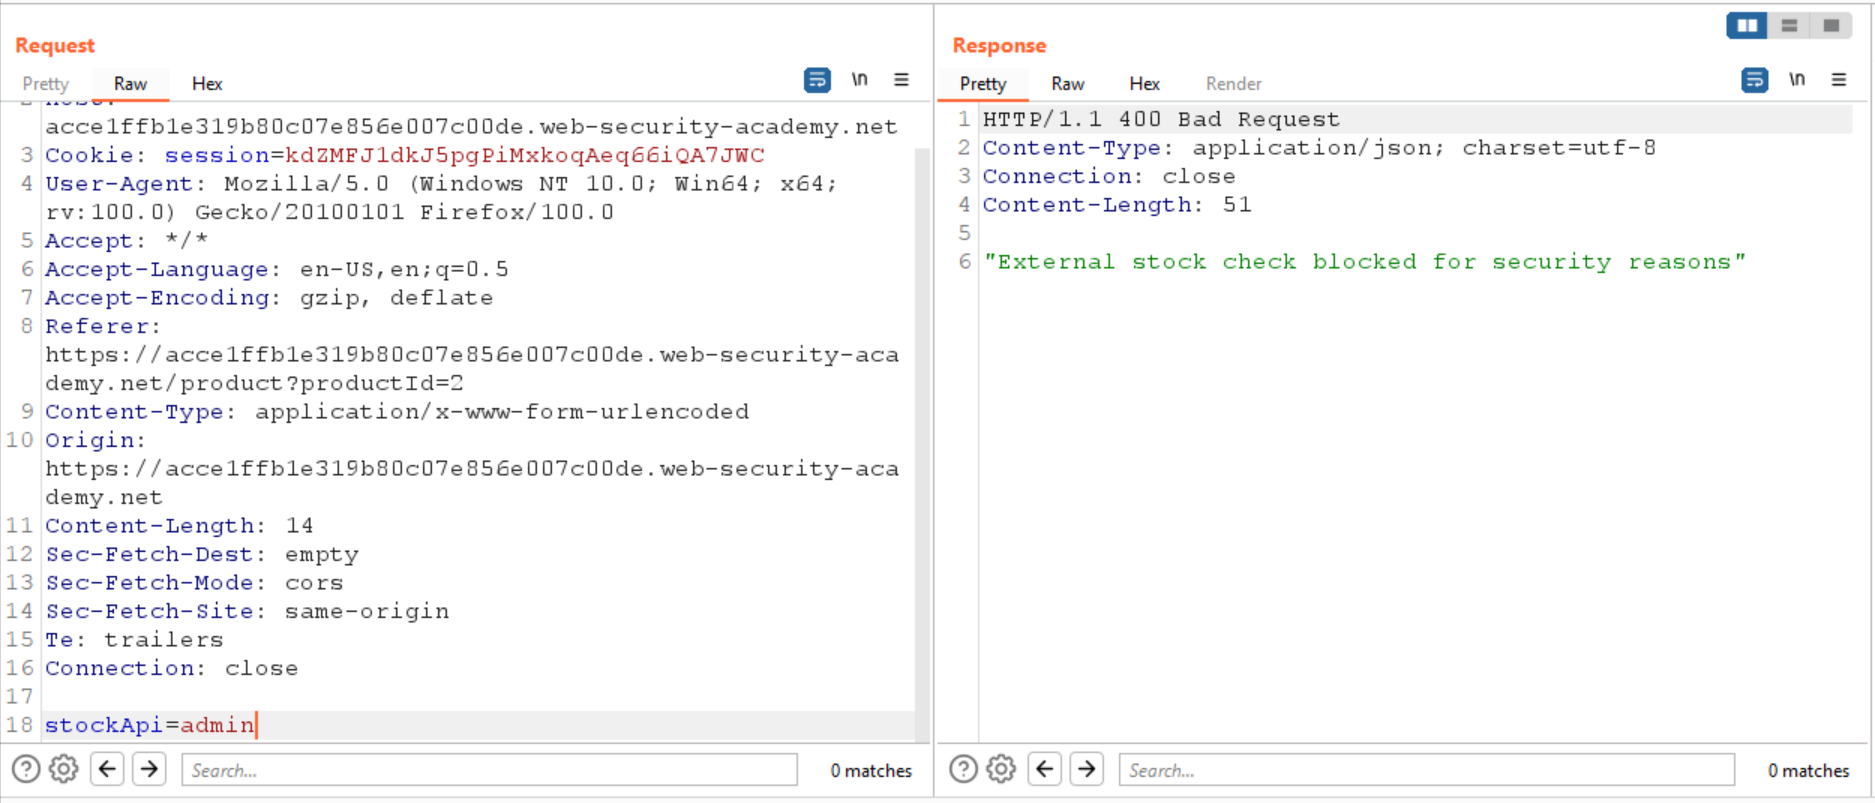 Request
Response
Pretty Raw Hex \n
Pretty Raw Hex Render \n
2 Host:
acce1ffb1e319b80c07e856e007c00de.web-security-academy.net
3 Cookie: session=kdZMFJ1dkJ5pgPiMxkoqAeq66iQA7JWC
4 User-Agent: Mozilla/5.0 (Windows NT 10.0; Win64; x64;
rv:100.0) Gecko/20100101 Firefox/100.0
5 Accept: */*
6 Accept-Language: en-US,en;q=0.5
7 Accept-Encoding: gzip, deflate
8 Referer:
https://acce1ffb1e319b80c07e856e007c00de.web-security-aca
demy.net/product?productId=2
9 Content-Type: application/x-www-form-urlencoded
10 Origin:
https://acce1ffb1e319b80c07e856e007c00de.web-security-aca
demy.net
11 Content-Length: 14
12 Sec-Fetch-Dest: empty
13 Sec-Fetch-Mode: cors
14 Sec-Fetch-Site: same-origin
15 Te: trailers
16 Connection: close
17
18 stockApi=admin
Search... 0 matches
1 HTTP/1.1 400 Bad Request
2 Content-Type: application/json; charset=utf-8
3 Connection: close
4 Content-Length: 51
5
6 "External stock check blocked for security reasons"
Search... 0 matches